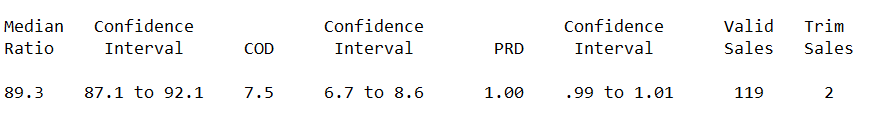 Median   Confidence             Confidence              Confidence      Valid   Trim
Ratio     Interval      COD      Interval        PRD     Interval       Sales   Sales
89.3    87.1 to 92.1    7.5     6.7 to 8.6      1.00    .99 to 1.01      119      2